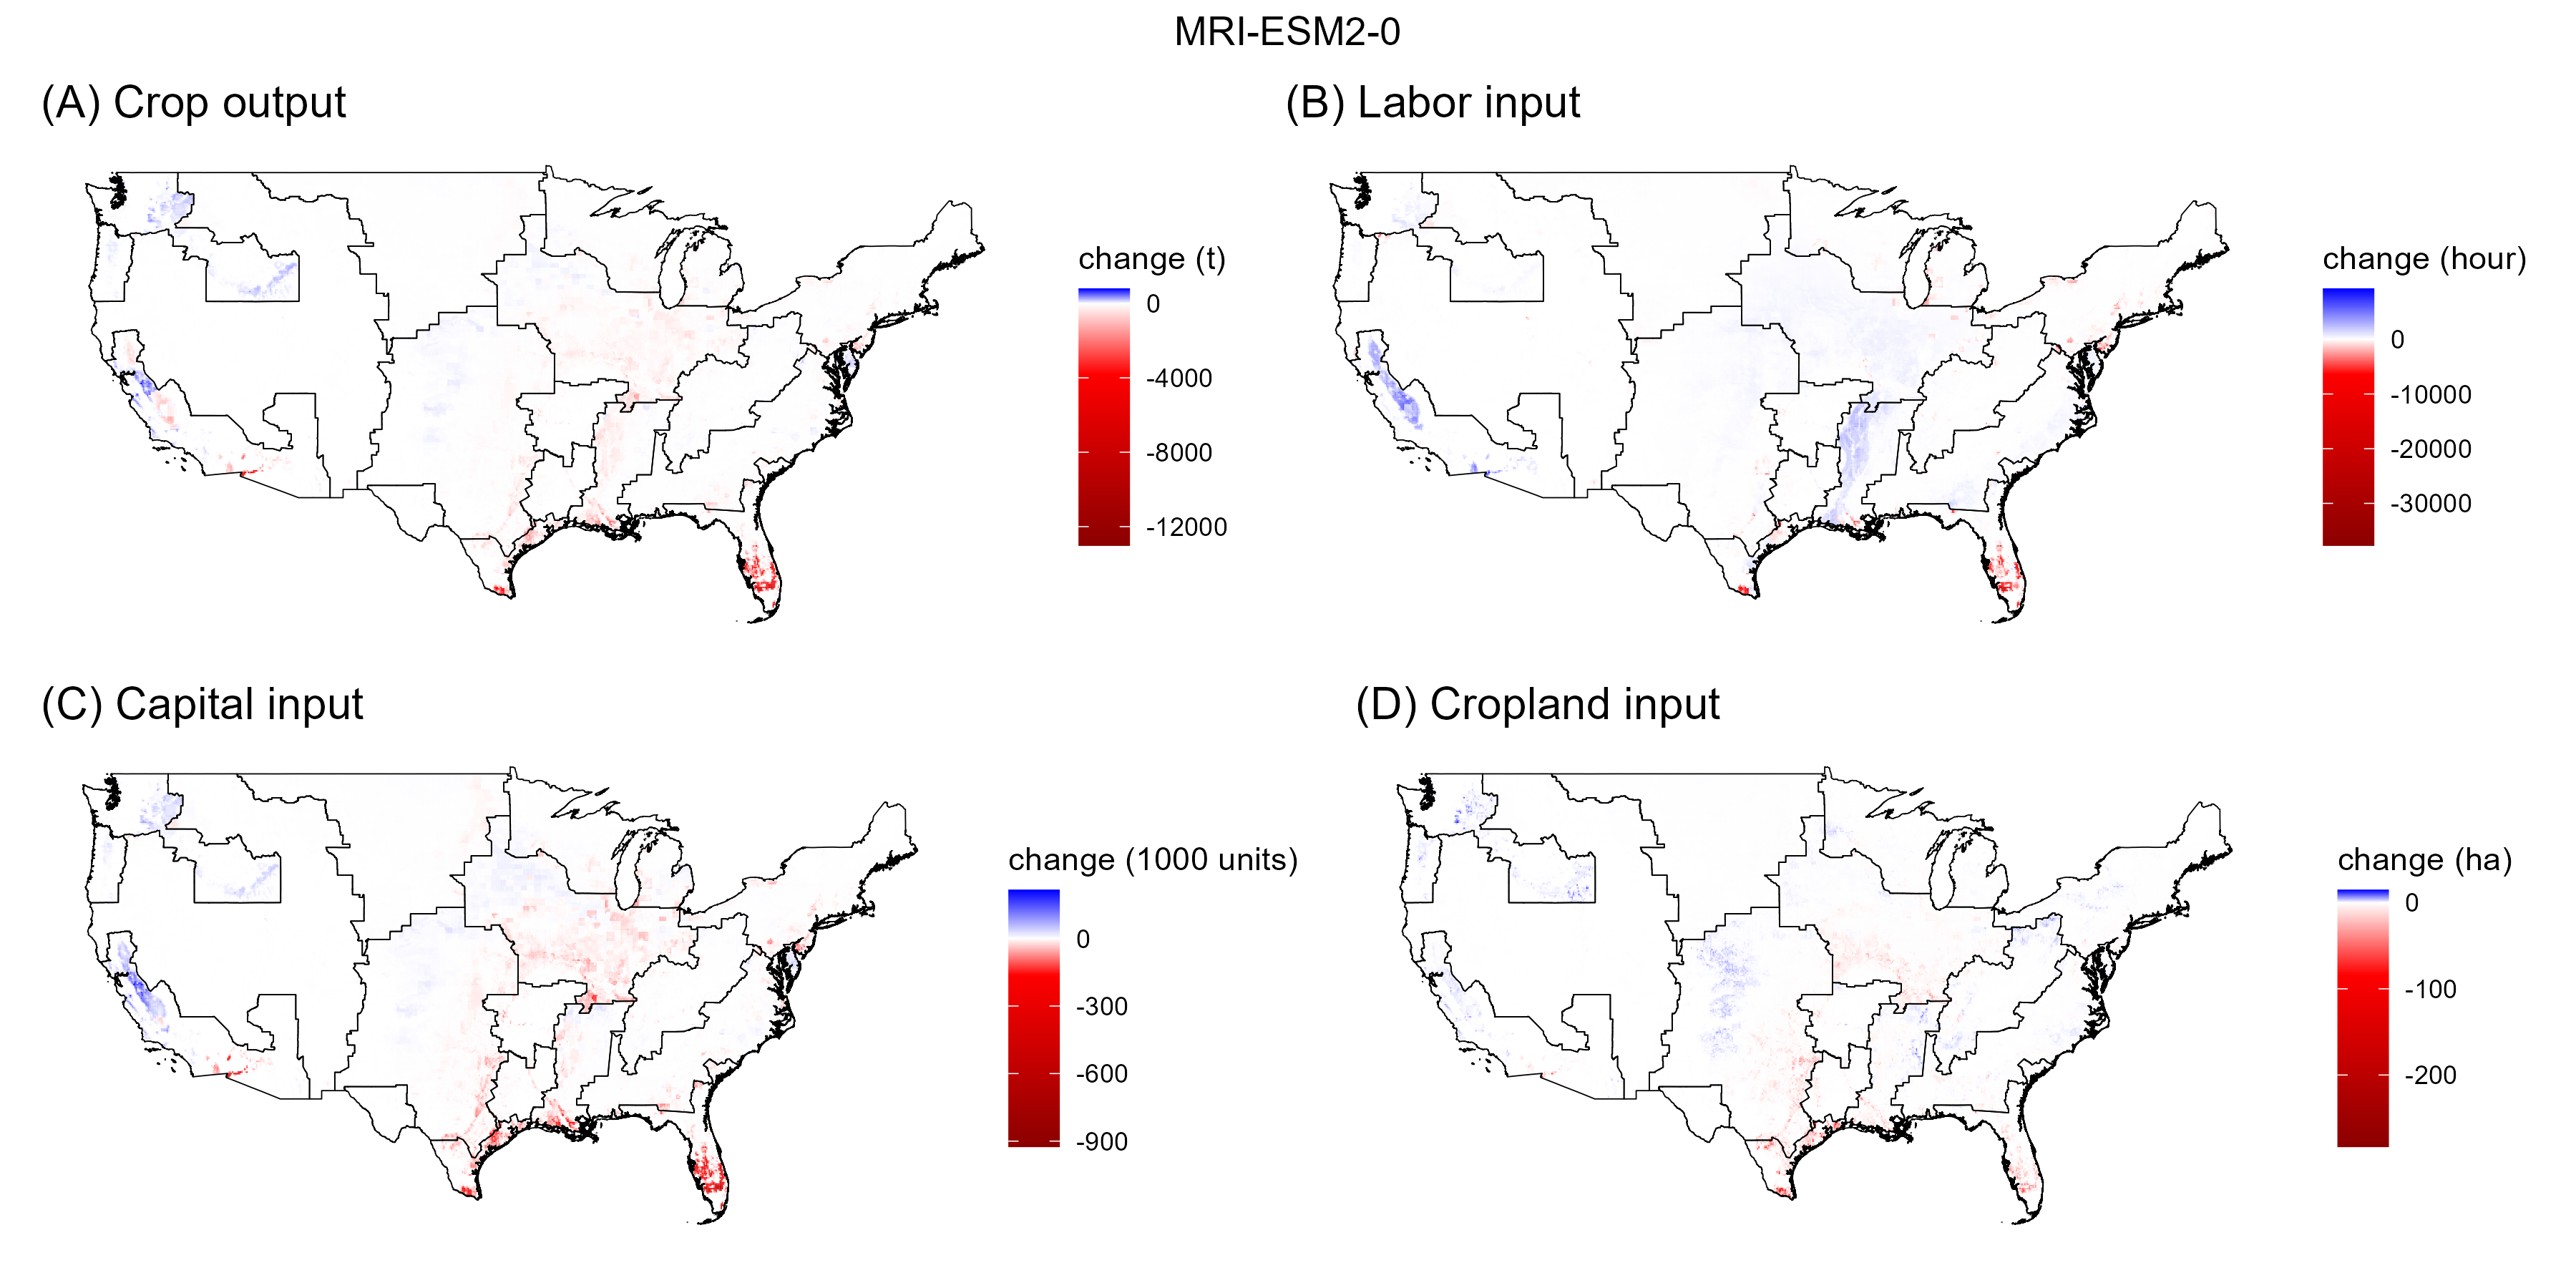 MRI-ESM2-0
(A) Crop output
(B) Labor input
change (t)
0
-4000
-8000
-12000
change (hour)
0
-10000
-20000
-30000
(C) Capital input
(D) Cropland input
change (1000 units)
0
-300
-600
-900
change (ha)
0
-100
-200